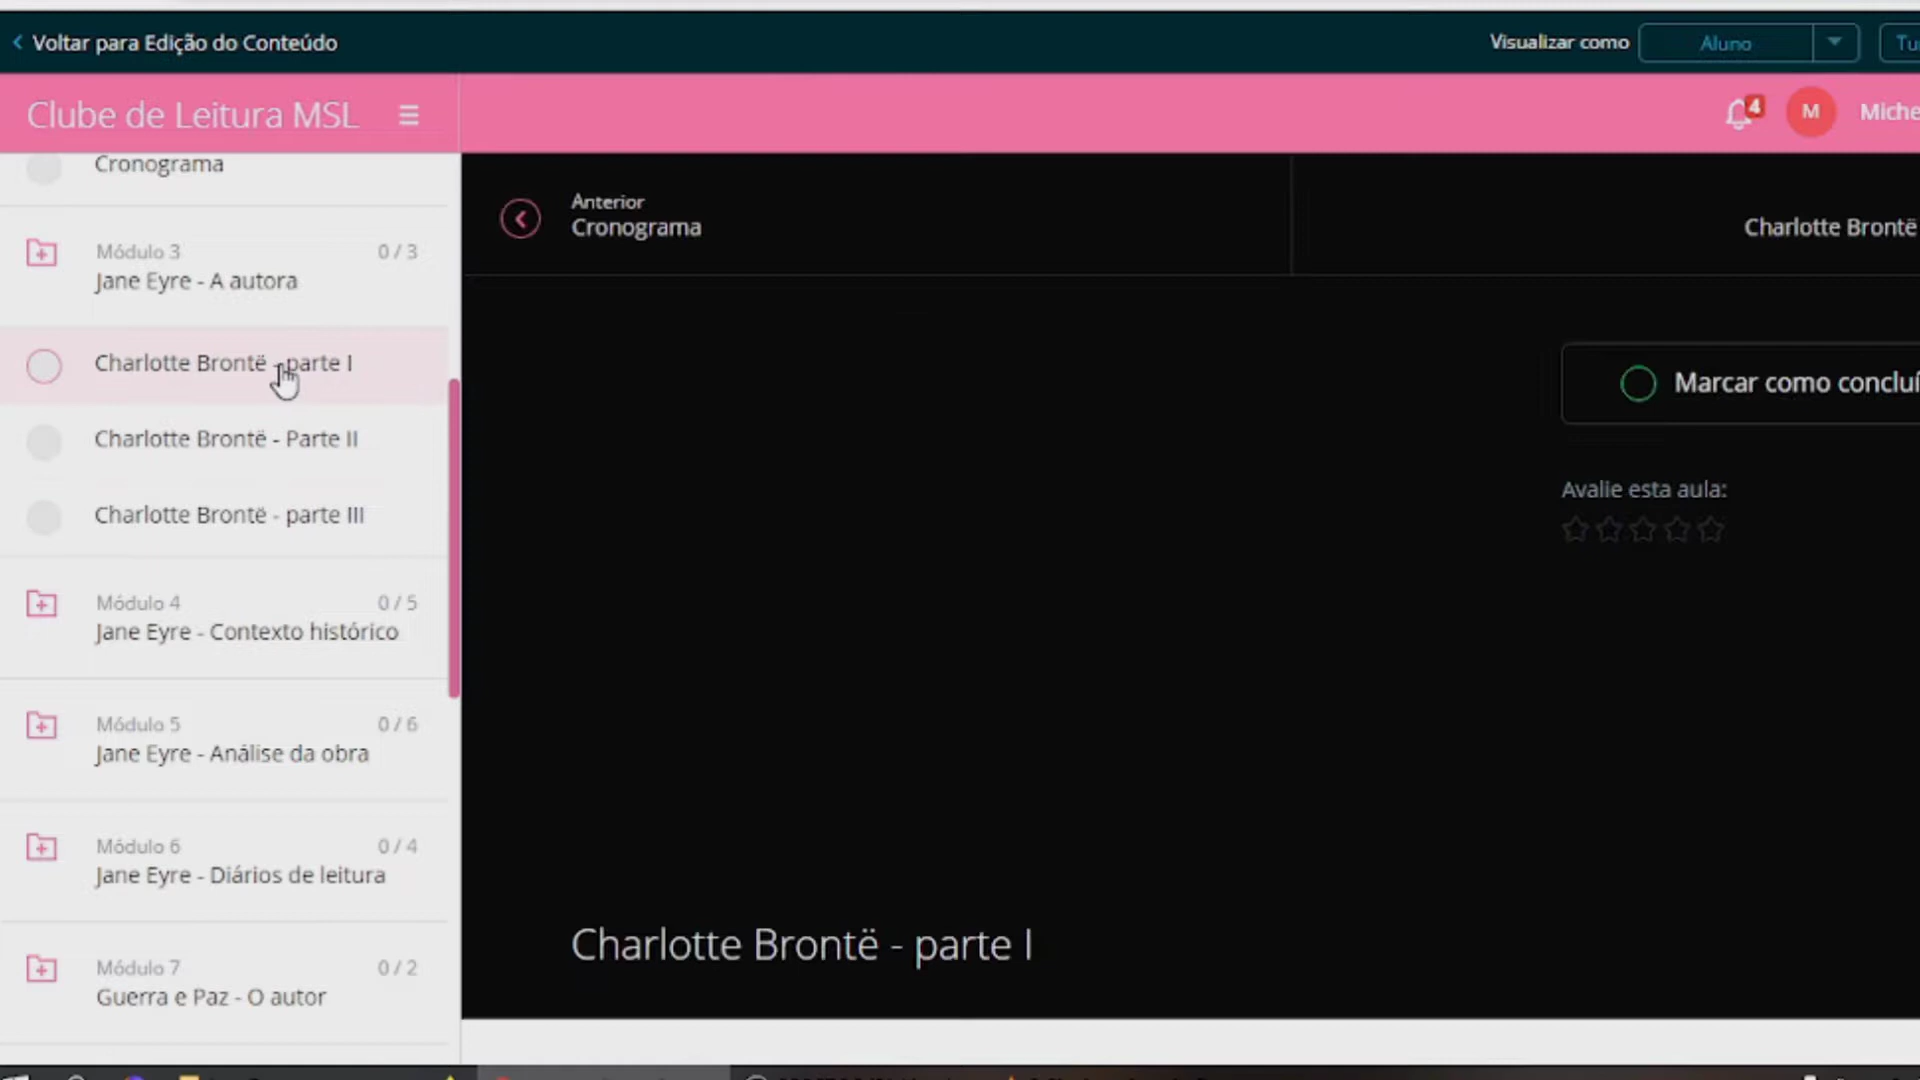 Voltar para Edição do Conteúdo
Visualizar como
Aluno
Clube de Leitura MSL
4
M
Cronograma
Anterior
Cronograma
Charlotte Brontë
Módulo 3
0 / 3
Jane Eyre - A autora
Charlotte Brontë - parte I
Charlotte Brontë - Parte II
Charlotte Brontë - parte III
Marcar como
Avalie esta aula:
Módulo 4
0 / 5
Jane Eyre - Contexto histórico
Módulo 5
0 / 6
Jane Eyre - Análise da obra
Módulo 6
0 / 4
Jane Eyre - Diários de leitura
Charlotte Brontë - parte I
Módulo 7
0 / 2
Guerra e Paz - O autor